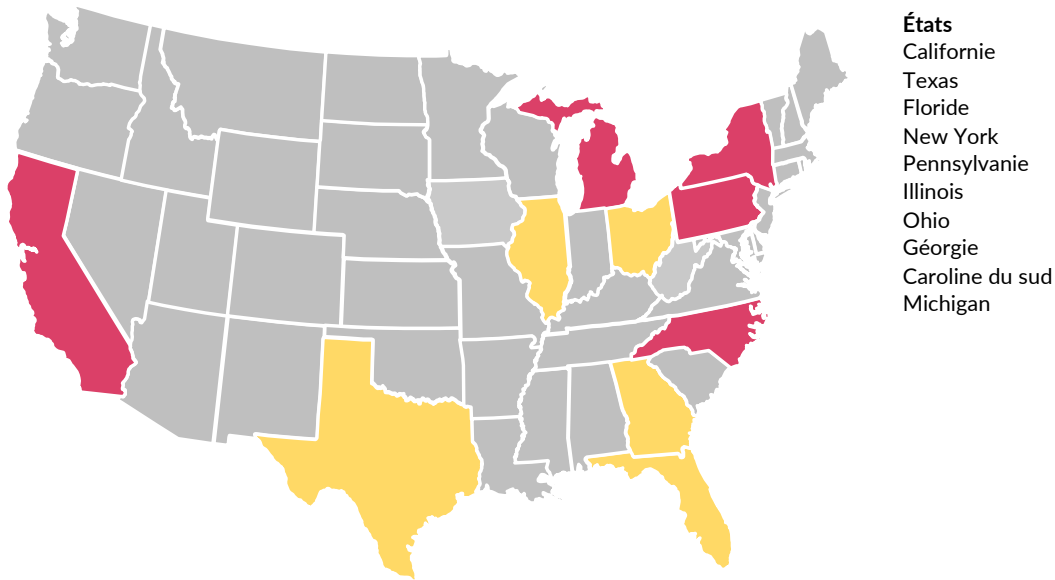 États
Californie
Texas
Floride
New York
Pennsylvanie
Illinois
Ohio
Géorgie
Caroline du sud
Michigan